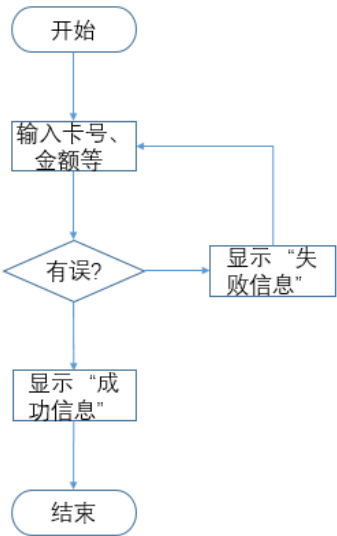 开始
输入卡号、
金额等
有误?
显示“失
败信息”
显示“成
功信息”
结束